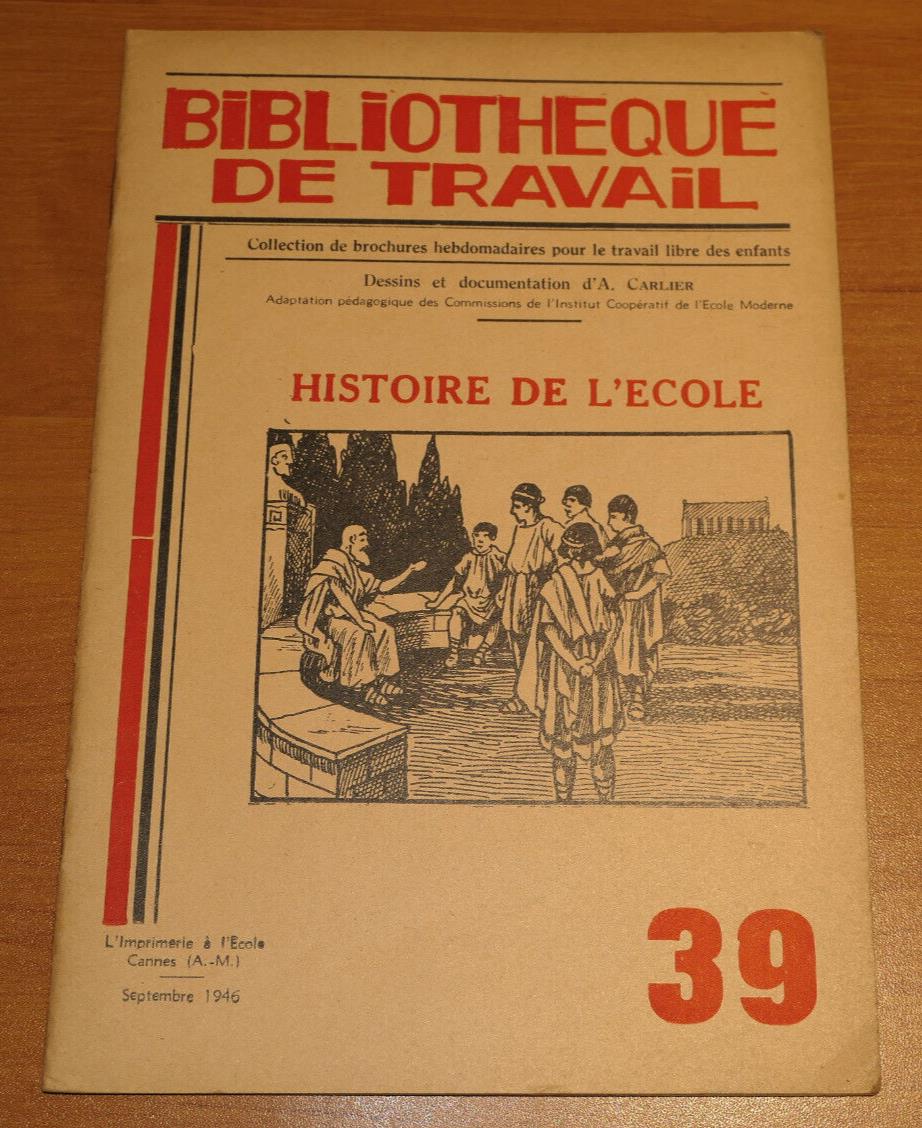 BiBLiOTHEQUE
DE TRAVAiL
Collection de brochures hebdomadaires pour le travail libre des enfants
Dessins et documentation d'A. CARLIER
Adaptation pédagogique des Commissions de l'Institut Coopératif de l'Ecole Moderne
HISTOIRE DE L'ECOLE
L'Imprimerie à l'Ecole
Cannes (A.-M.)
Septembre 1946
39